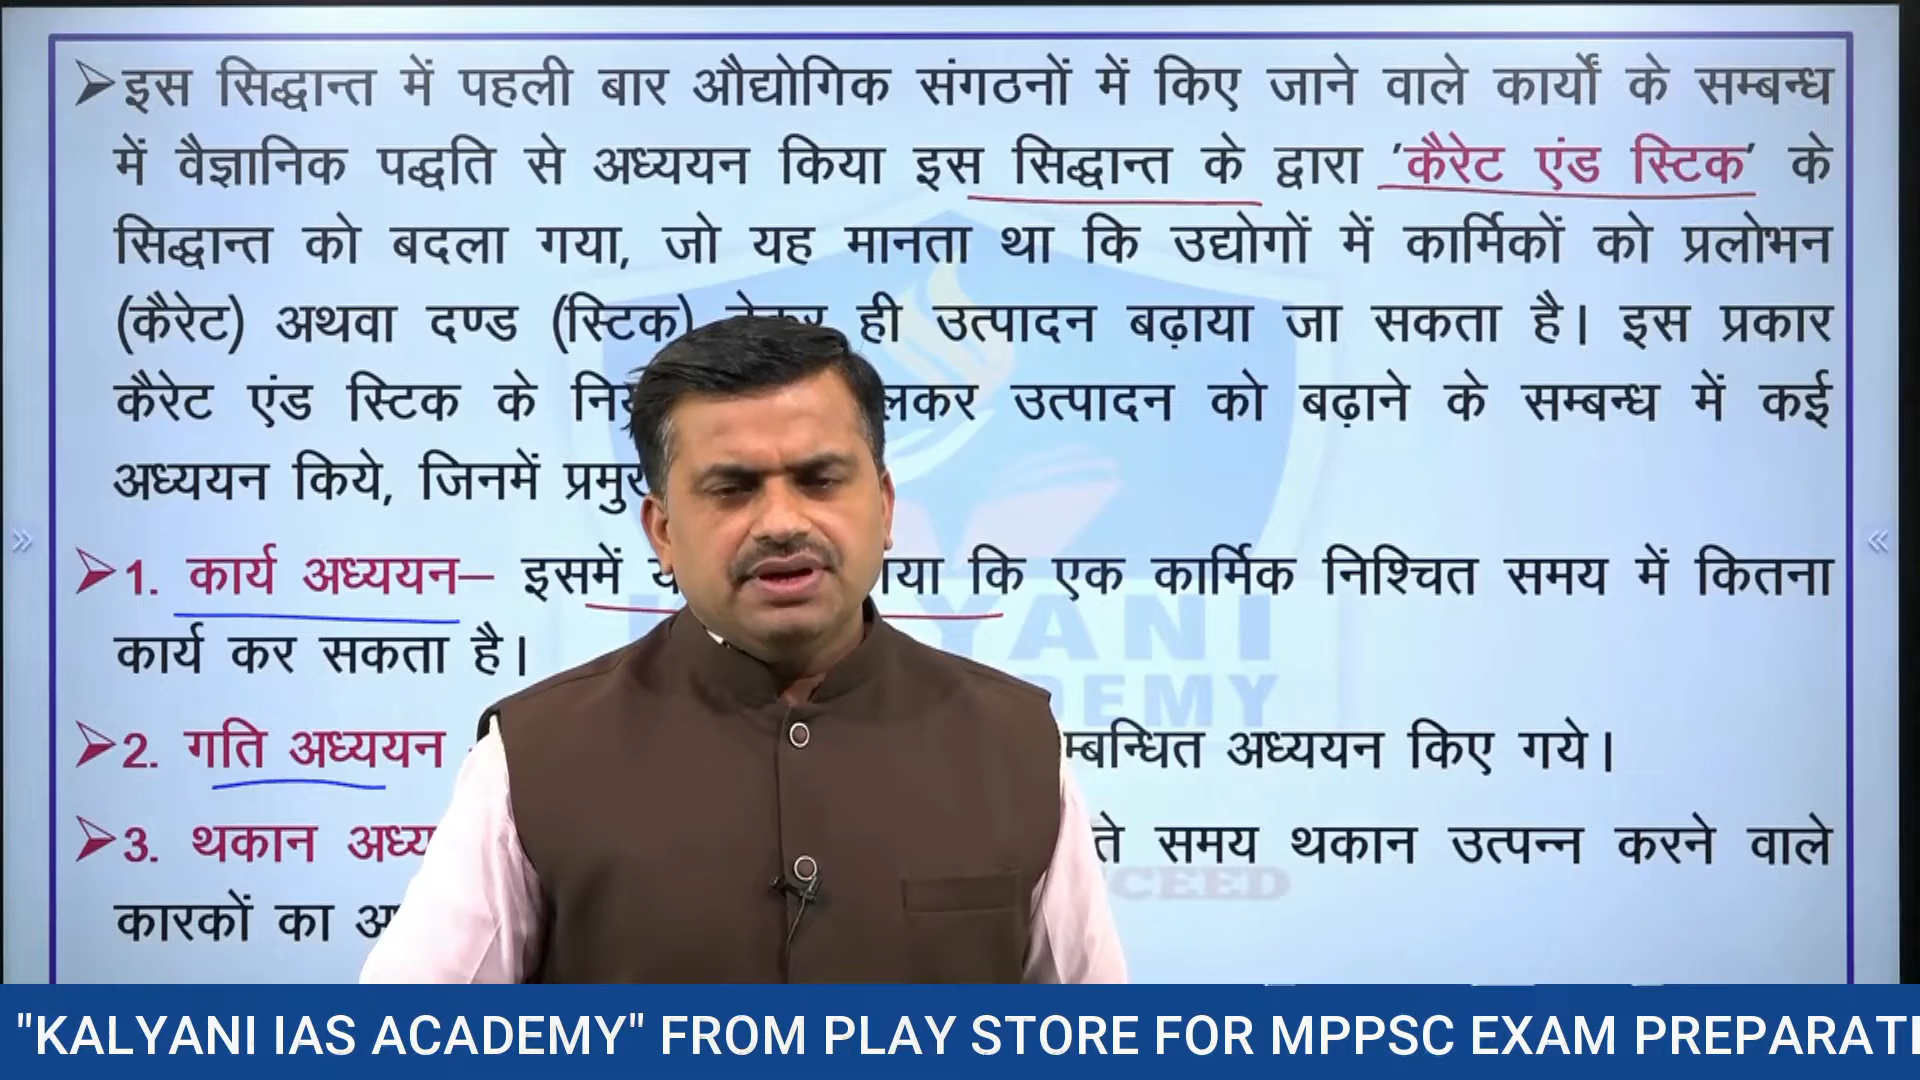 इस सिद्धान्त में पहली बार औद्योगिक संगठनों में किए जाने वाले कार्यों के सम्बन्ध
में वैज्ञानिक पद्धति से अध्ययन किया इस सिद्धान्त के द्वारा 'कैरेट एंड स्टिक' के
सिद्धान्त को बदला गया, जो यह मानता था कि उद्योगों में कार्मिकों को प्रलोभन
(कैरेट) अथवा दण्ड (स्टिक) ही उत्पादन बढ़ाया जा सकता है। इस प्रकार
कैरेट एंड स्टिक के उत्पादन को बढ़ाने के सम्बन्ध में कई
अध्ययन किये, जिनमें
1. कार्य अध्ययन– इसमें कि एक कार्मिक निश्चित समय में कितना
कार्य कर सकता है।
2. गति अध्ययन अध्ययन किए गये।
3. थकान समय थकान उत्पन्न करने वाले
कारकों का
"KALYANI IAS ACADEMY" FROM PLAY STORE FOR MPPSC EXAM